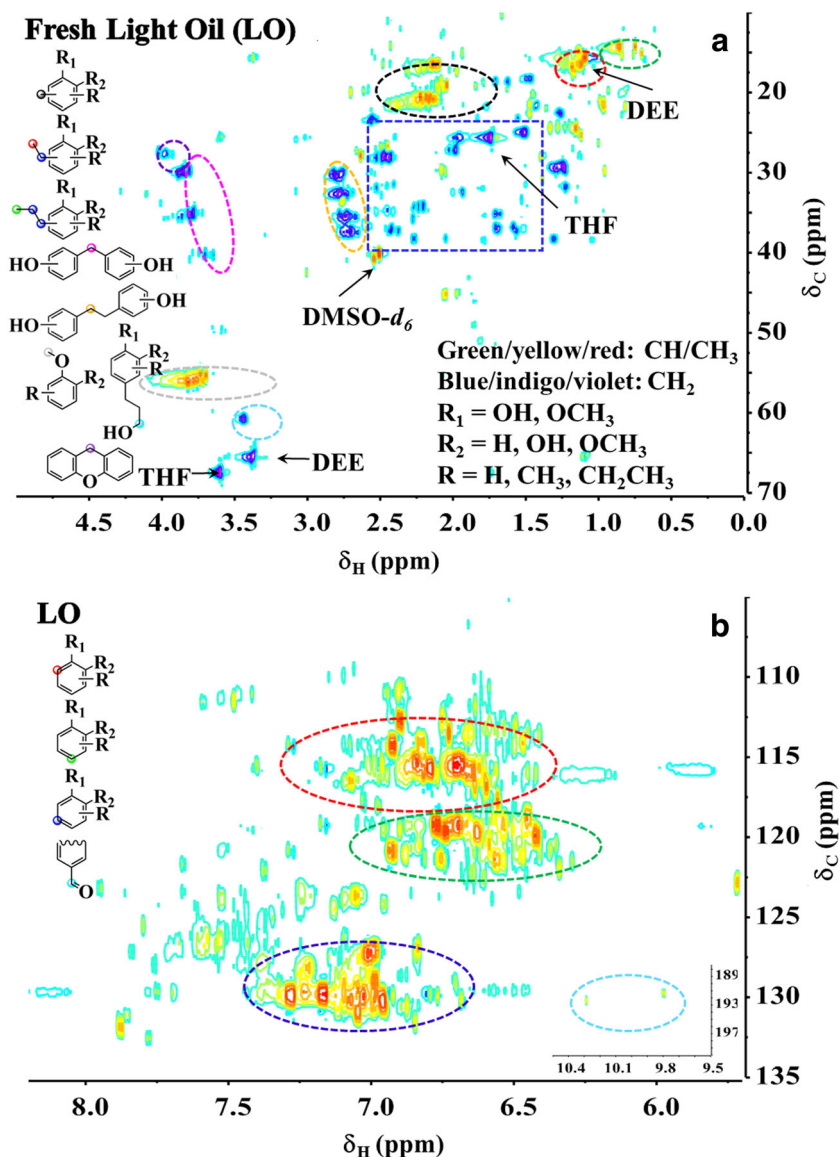 Fresh Light Oil (LO)
a
R₁
R₂
R
R₁
R₂
R
R₁
R₂
R
HO
OH
HO
OH
O
R₂
R
R₁
R₂
R
HO
O
DEE
THF
DMSO-d₆
Green/yellow/red: CH/CH₃
Blue/indigo/violet: CH₂
R₁ = OH, OCH₃
R₂ = H, OH, OCH₃
R = H, CH₃, CH₂CH₃
THF
DEE
20
30
40
50
60
70
δC (ppm)
4.5 4.0 3.5 3.0 2.5 2.0 1.5 1.0 0.5 0.0
δH (ppm)
LO
b
R₁
R₂
R
R₁
R₂
R
R₁
R₂
R
O
110
115
120
125
130
135
δC (ppm)
189
193
197
10.4 10.1 9.8 9.5
8.0 7.5 7.0 6.5 6.0
δH (ppm)